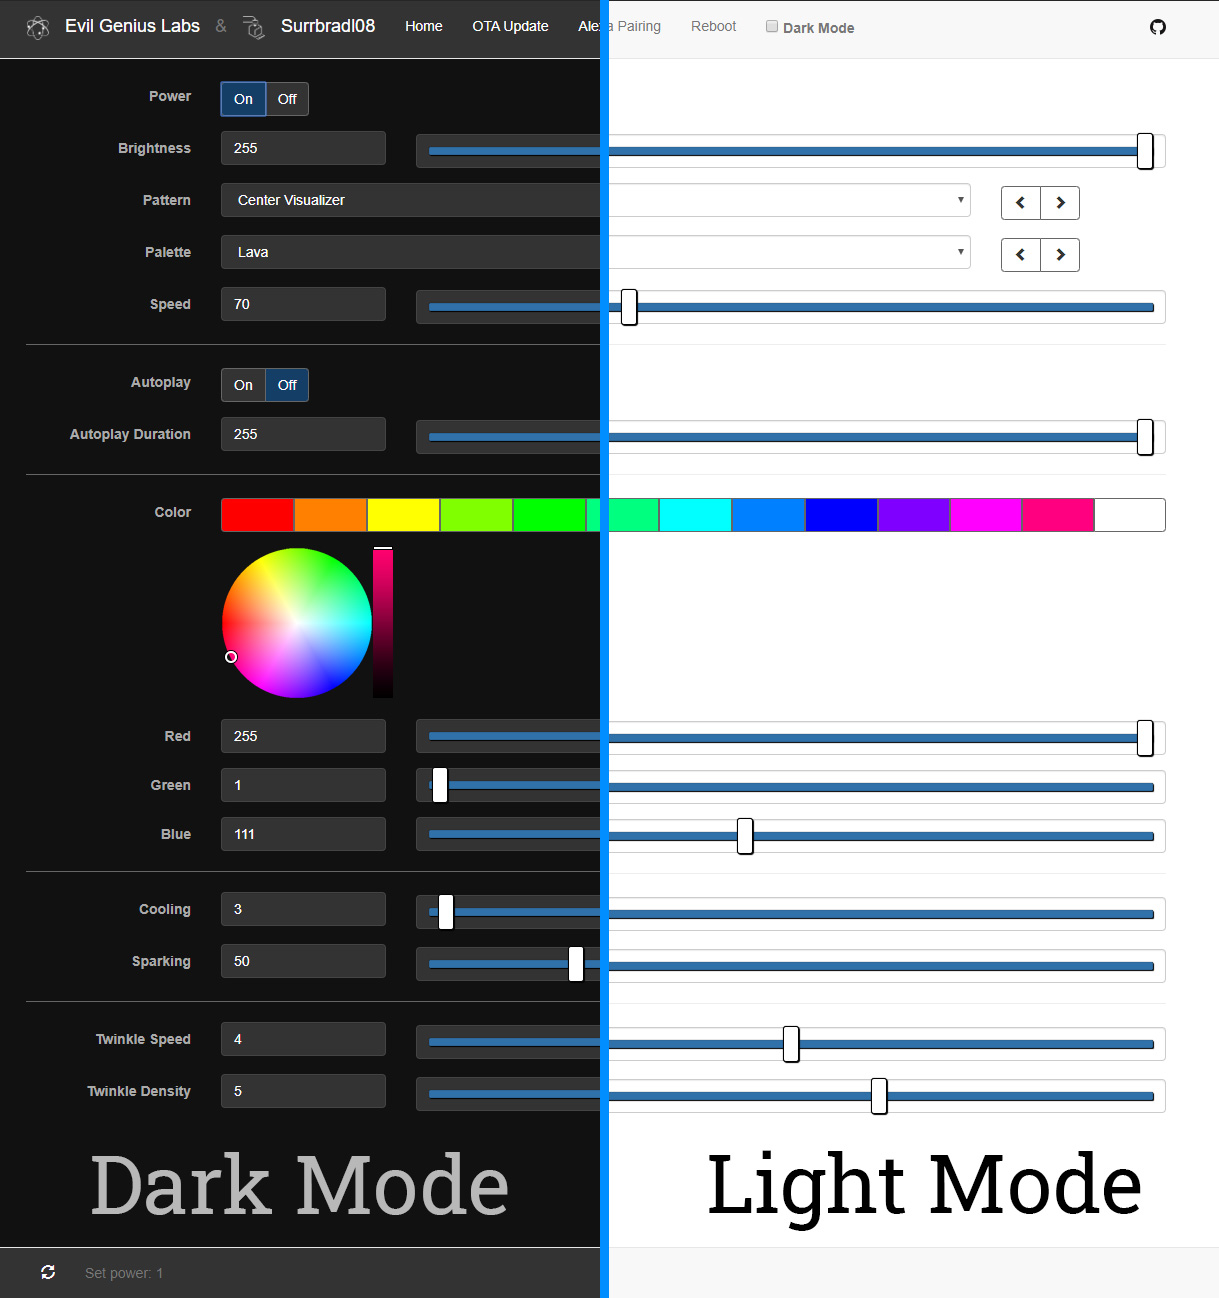 Evil Genius Labs & Surrbradl08 Home OTA Update Alexa Pairing Reboot Dark Mode
Power On Off
Brightness 255
Pattern Center Visualizer
Palette Lava
Speed 70
Autoplay On Off
Autoplay Duration 255
Color
Red 255
Green 1
Blue 111
Cooling 3
Sparking 50
Twinkle Speed 4
Twinkle Density 5
Dark Mode Light Mode
Set power: 1